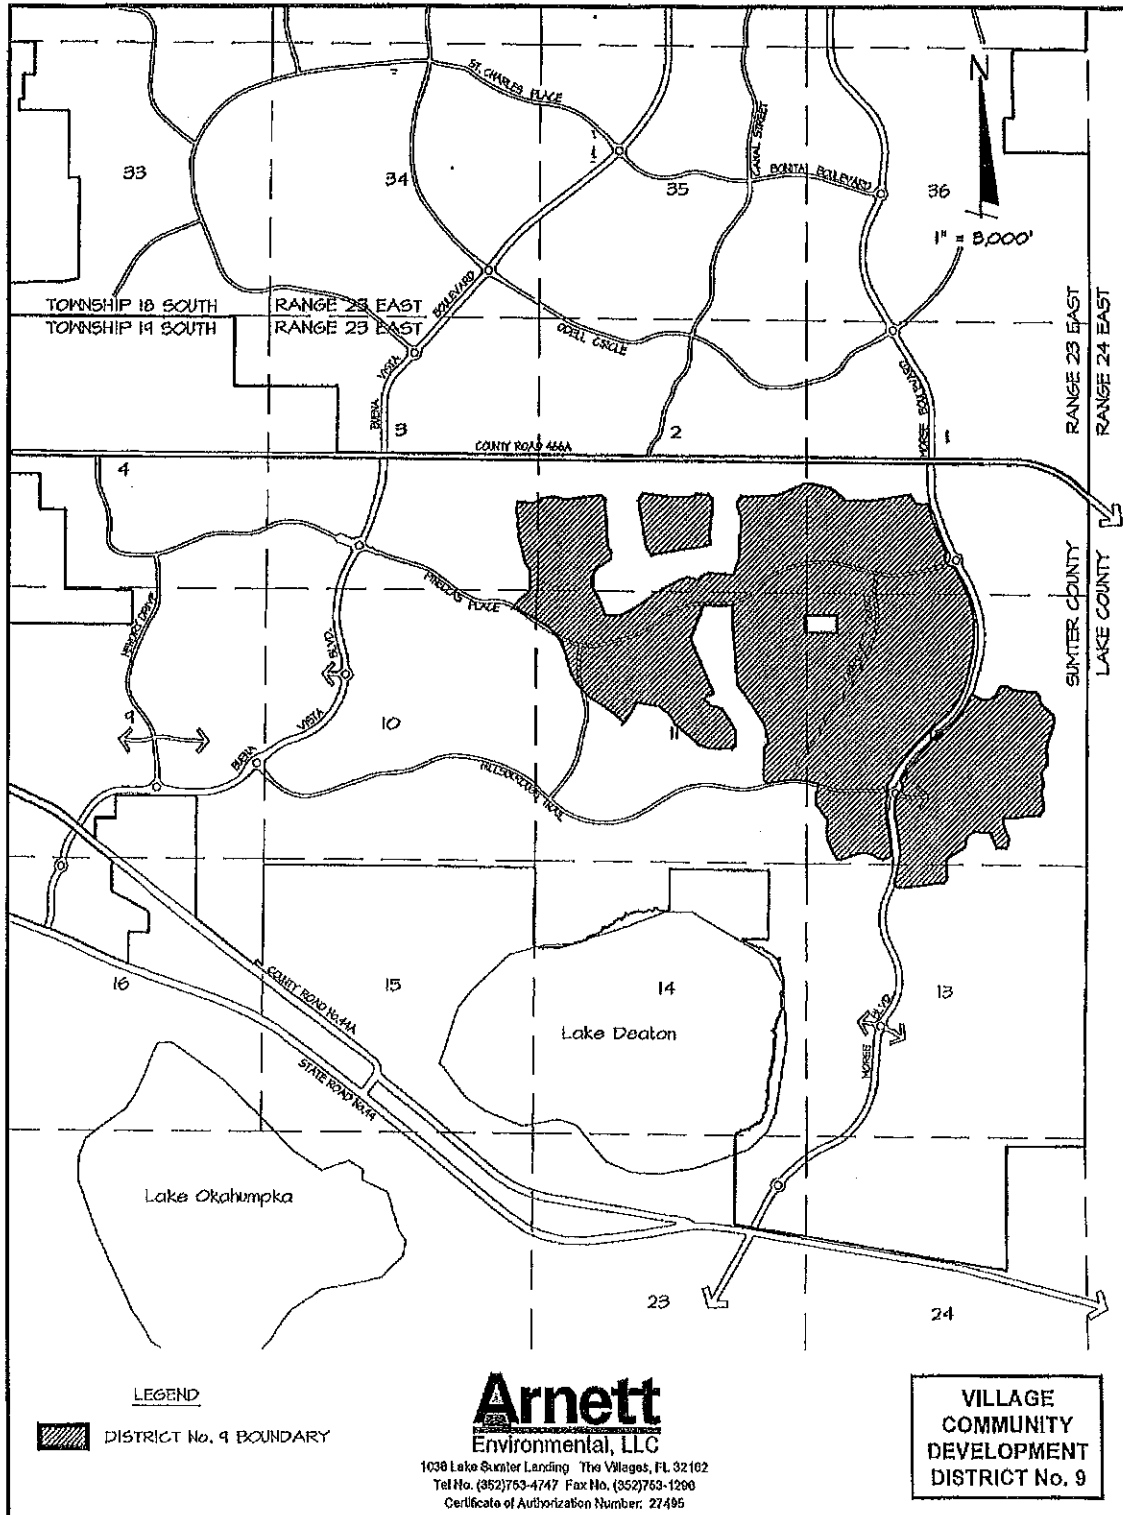 ST. CHARLES PLACE
CANAL STREET
BONITA BOULEVARD
33
34
35
36
N
1" = 3,000'
TOWNSHIP 18 SOUTH RANGE 23 EAST
TOWNSHIP 19 SOUTH RANGE 23 EAST
BUENA VISTA BOULEVARD
ODELL CIRCLE
MORSE BOULEVARD
RANGE 23 EAST
RANGE 24 EAST
3
2
1
COUNTY ROAD 466A
4
PINELLAS PLACE
MEMORY DRIVE
SUMTER COUNTY
LAKE COUNTY
BUENA VISTA BLVD.
9
10
11
12
HILLSBOROUGH TRAIL
16
15
14
13
COUNTY ROAD No.44A
STATE ROAD No.44
Lake Deaton
MORSE BLVD.
Lake Okahumpka
23
24
LEGEND
DISTRICT No. 9 BOUNDARY
Arnett
Environmental, LLC
1038 Lake Sumter Landing The Villages, FL 32162
Tel No. (352)753-4747 Fax No. (352)753-1296
Certificate of Authorization Number: 27495
VILLAGE
COMMUNITY
DEVELOPMENT
DISTRICT No. 9